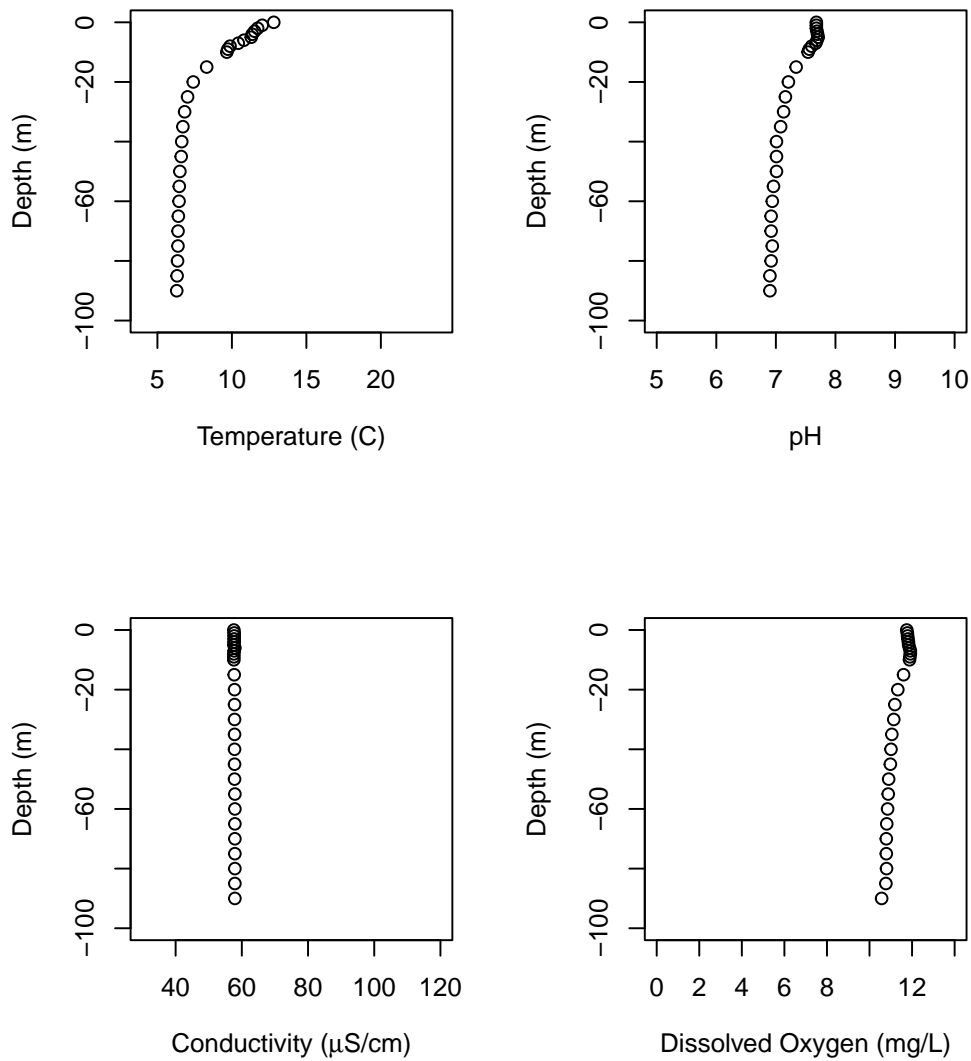 0
−20
−60
−100
Depth (m)
5 10 15 20
Temperature (C)
0
−20
−60
−100
Depth (m)
5 6 7 8 9 10
pH
0
−20
−60
−100
Depth (m)
40 60 80 100 120
Conductivity (μS/cm)
0
−20
−60
−100
Depth (m)
0 2 4 6 8 12
Dissolved Oxygen (mg/L)